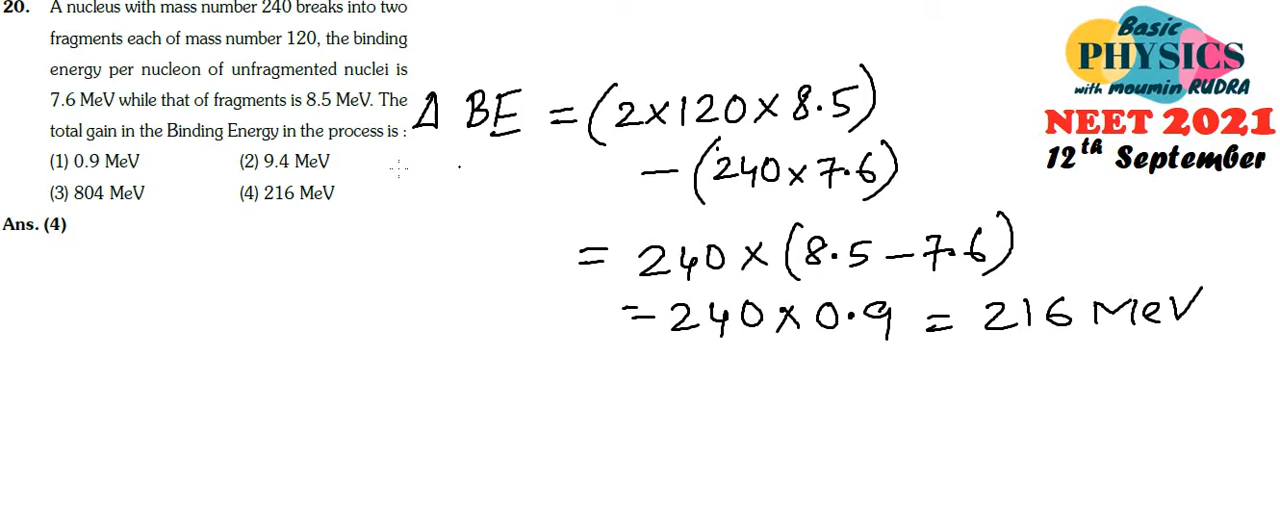 20. A nucleus with mass number 240 breaks into two
fragments each of mass number 120, the binding
energy per nucleon of unfragmented nuclei is
7.6 MeV while that of fragments is 8.5 MeV. The
total gain in the Binding Energy in the process is :
(1) 0.9 MeV (2) 9.4 MeV
(3) 804 MeV (4) 216 MeV
Ans. (4)
Δ BE = (2×120×8.5)
− (240×7.6)
= 240 × (8.5 − 7.6)
= 240 × 0.9 = 216 MeV
Basic
PHYSICS
with moumin RUDRA
NEET 2021
12th September